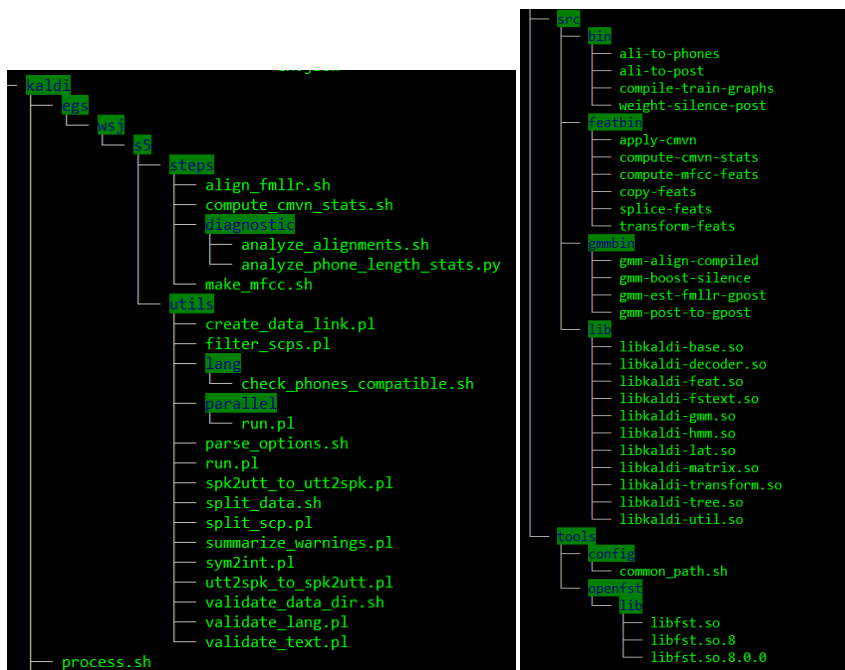 kaldi
egs
wsj
s5
steps
align_fmllr.sh
compute_cmvn_stats.sh
diagnostic
analyze_alignments.sh
analyze_phone_length_stats.py
make_mfcc.sh
utils
create_data_link.pl
filter_scps.pl
lang
check_phones_compatible.sh
parallel
run.pl
parse_options.sh
run.pl
spk2utt_to_utt2spk.pl
split_data.sh
split_scp.pl
summarize_warnings.pl
sym2int.pl
utt2spk_to_spk2utt.pl
validate_data_dir.sh
validate_lang.pl
validate_text.pl
process.sh
src
bin
ali-to-phones
ali-to-post
compile-train-graphs
weight-silence-post
featbin
apply-cmvn
compute-cmvn-stats
compute-mfcc-feats
copy-feats
splice-feats
transform-feats
gmmbin
gmm-align-compiled
gmm-boost-silence
gmm-est-fmllr-gpost
gmm-post-to-gpost
lib
libkaldi-base.so
libkaldi-decoder.so
libkaldi-feat.so
libkaldi-fstext.so
libkaldi-gmm.so
libkaldi-hmm.so
libkaldi-lat.so
libkaldi-matrix.so
libkaldi-transform.so
libkaldi-tree.so
libkaldi-util.so
tools
config
common_path.sh
openfst
lib
libfst.so
libfst.so.8
libfst.so.8.0.0